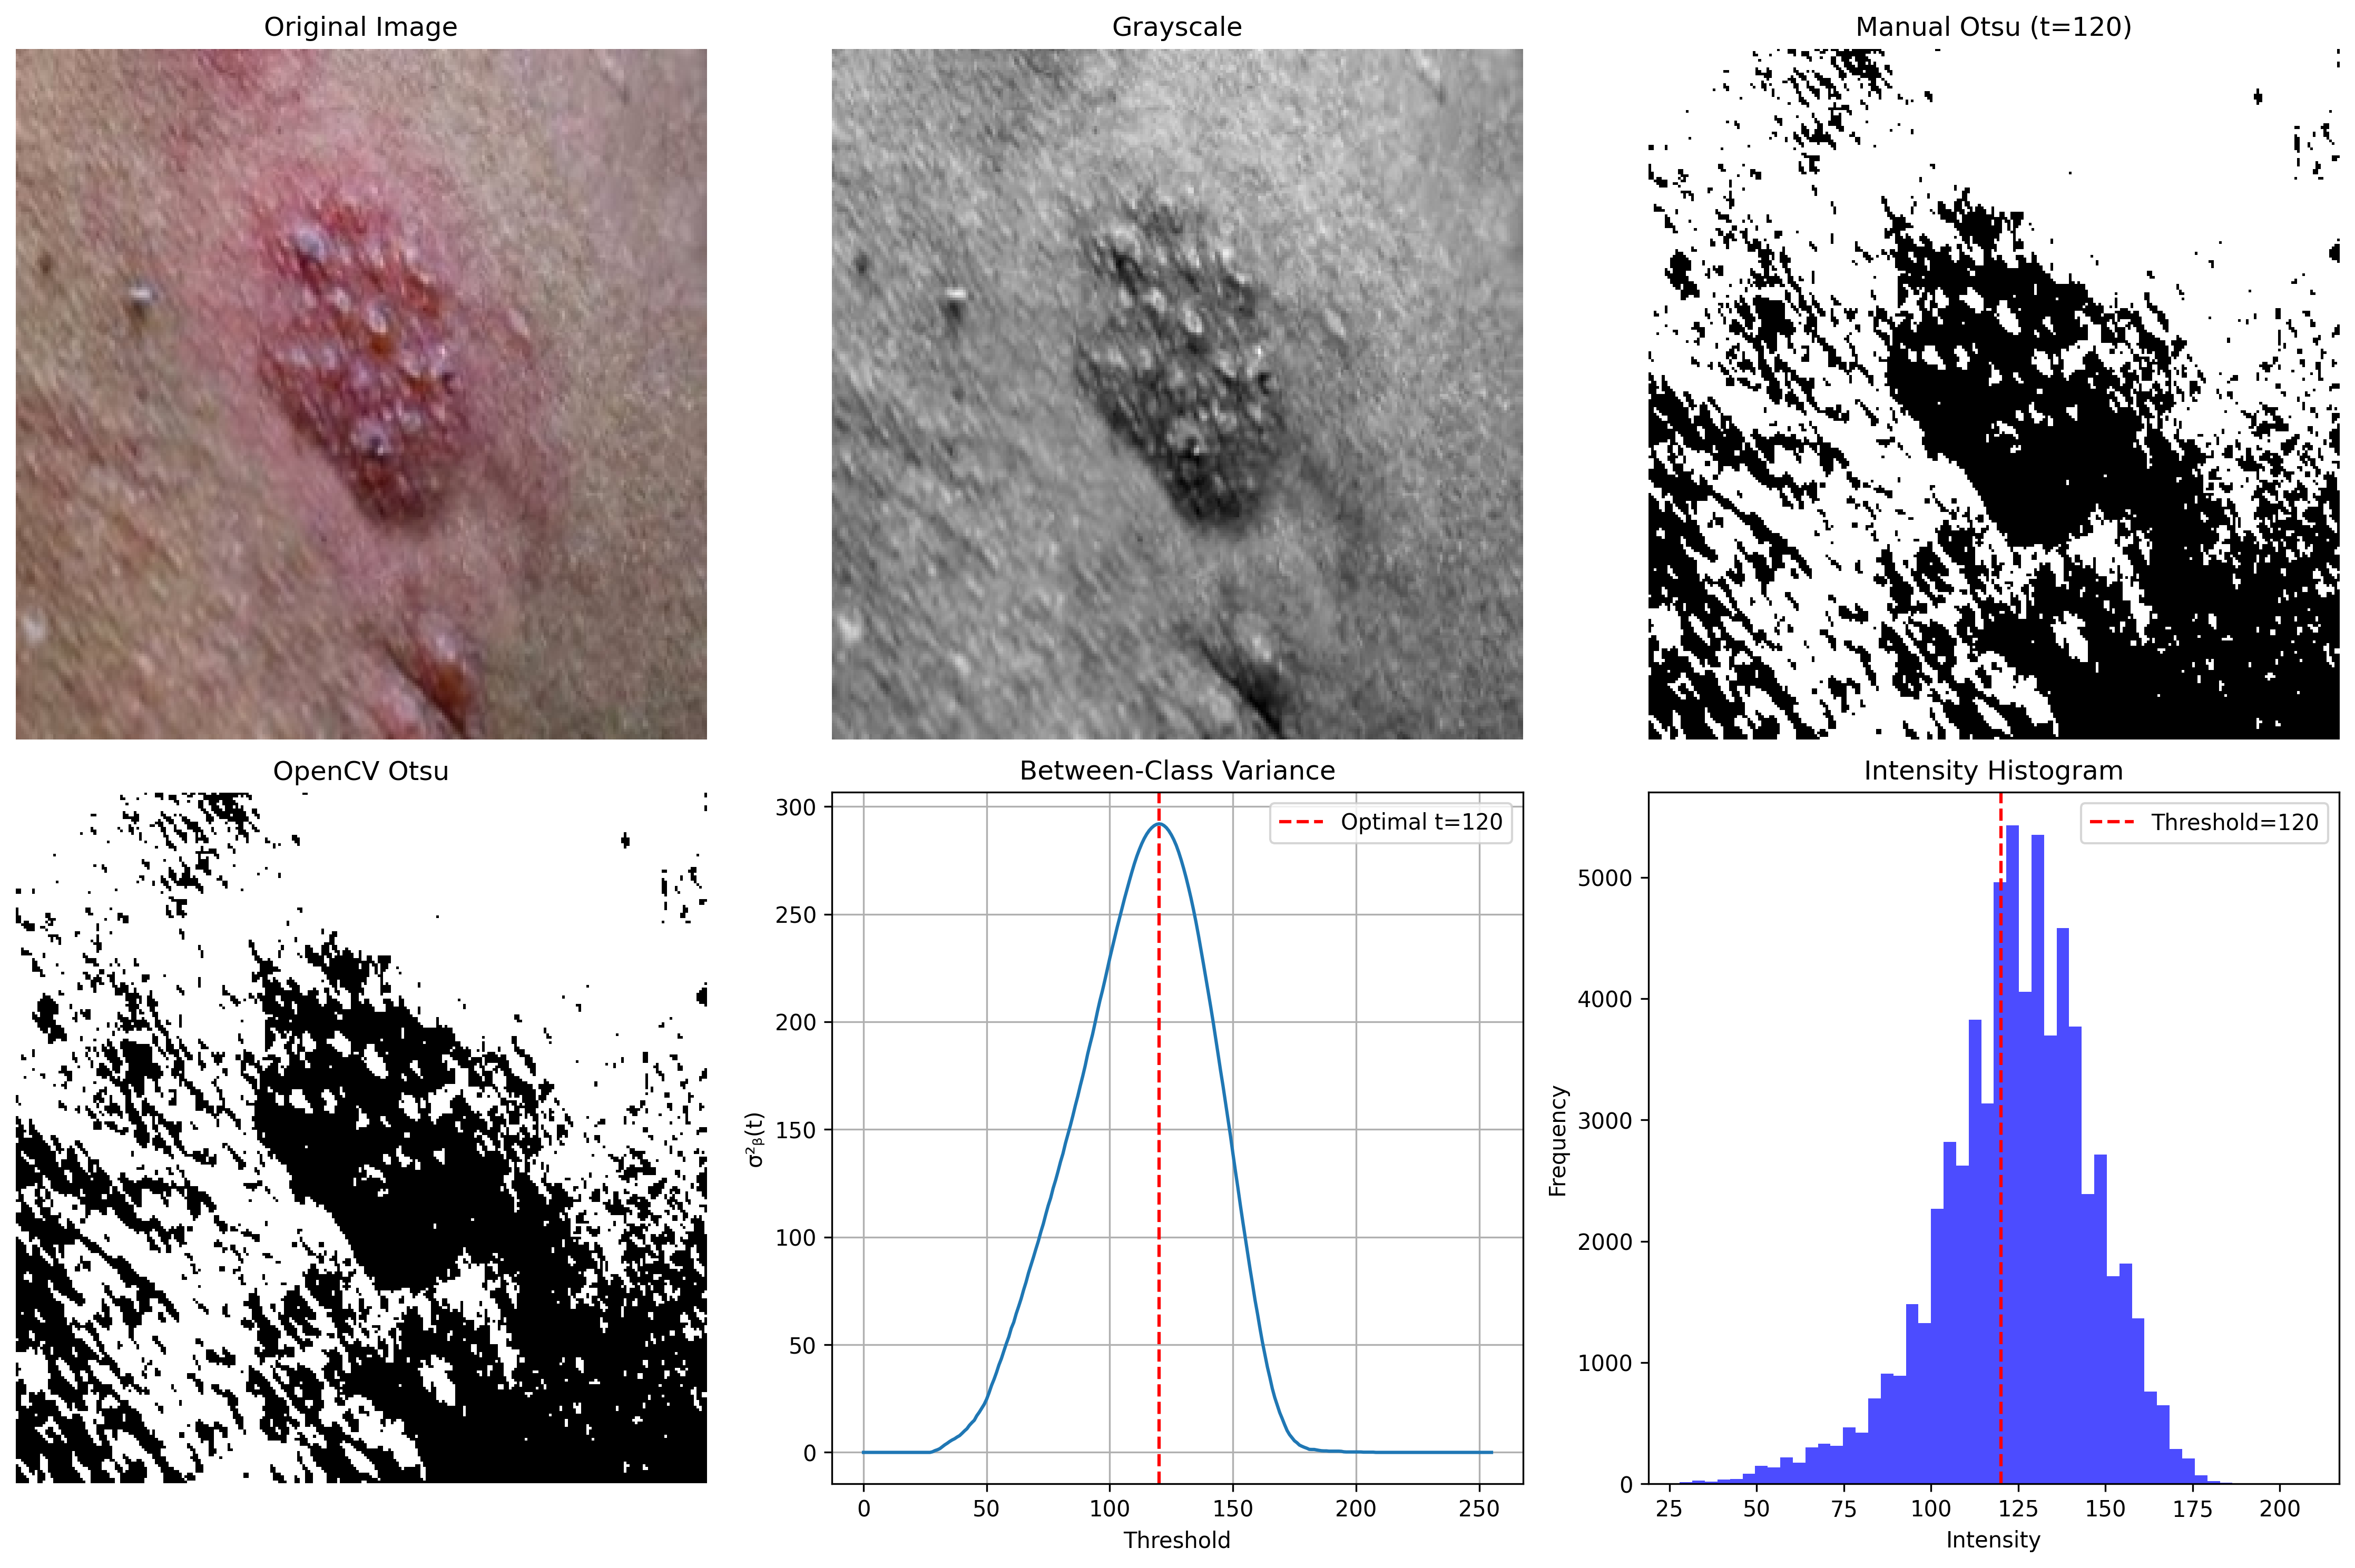 Original Image
Grayscale
Manual Otsu (t=120)
OpenCV Otsu
Between-Class Variance
Intensity Histogram
300
250
200
150
100
50
0
σ²ᵦ(t)
Optimal t=120
0 50 100 150 200 250
Threshold
5000
4000
3000
2000
1000
0
Frequency
Threshold=120
25 50 75 100 125 150 175 200
Intensity